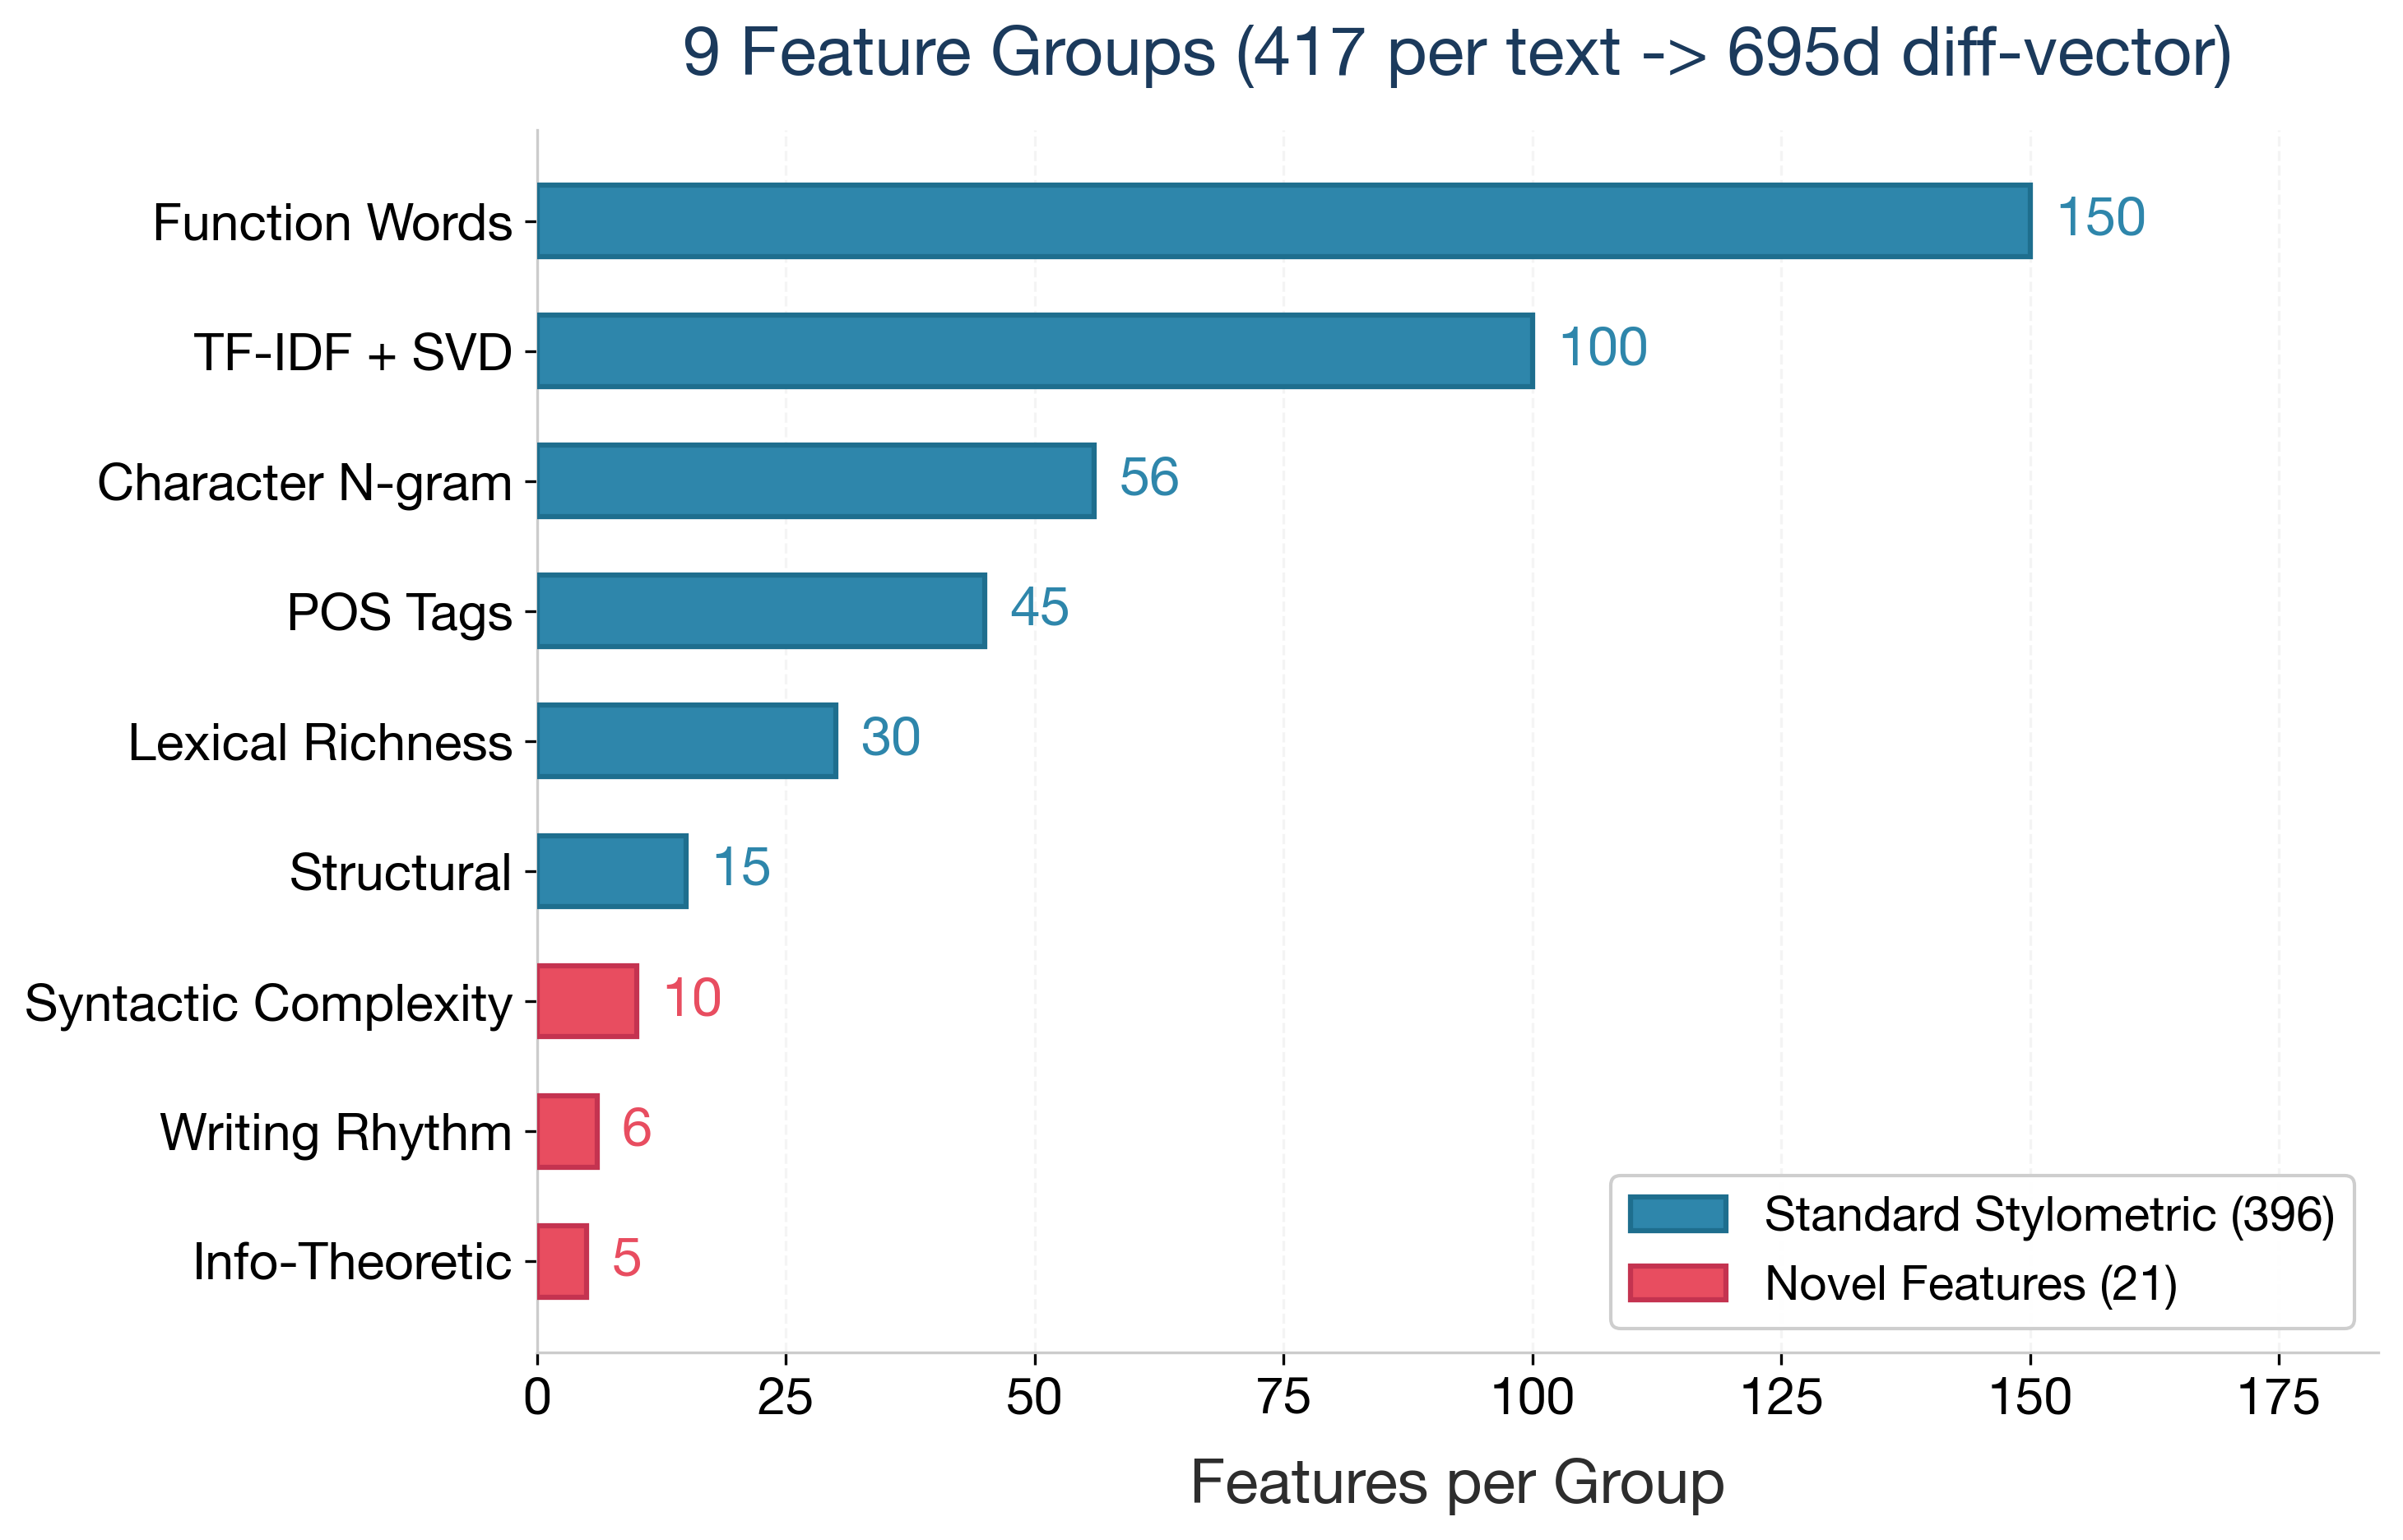 9 Feature Groups (417 per text -> 695d diff-vector)
Function Words 150
TF-IDF + SVD 100
Character N-gram 56
POS Tags 45
Lexical Richness 30
Structural 15
Syntactic Complexity 10
Writing Rhythm 6
Info-Theoretic 5
Standard Stylometric (396)
Novel Features (21)
0 25 50 75 100 125 150 175
Features per Group